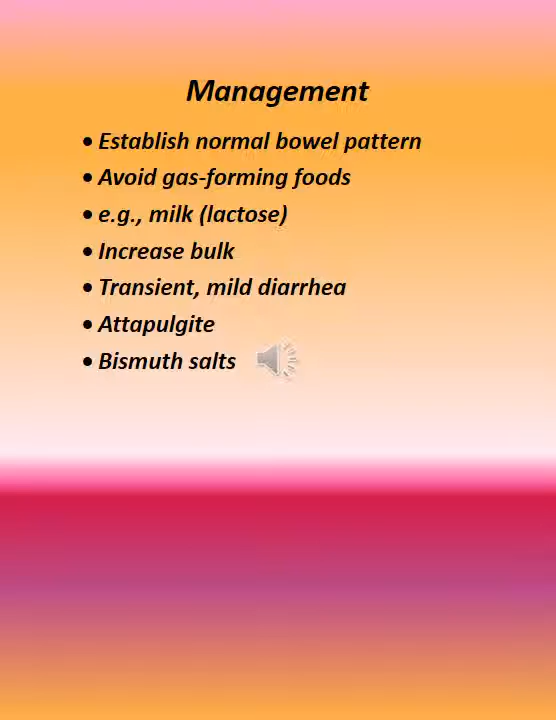 Management
• Establish normal bowel pattern
• Avoid gas-forming foods
• e.g., milk (lactose)
• Increase bulk
• Transient, mild diarrhea
• Attapulgite
• Bismuth salts